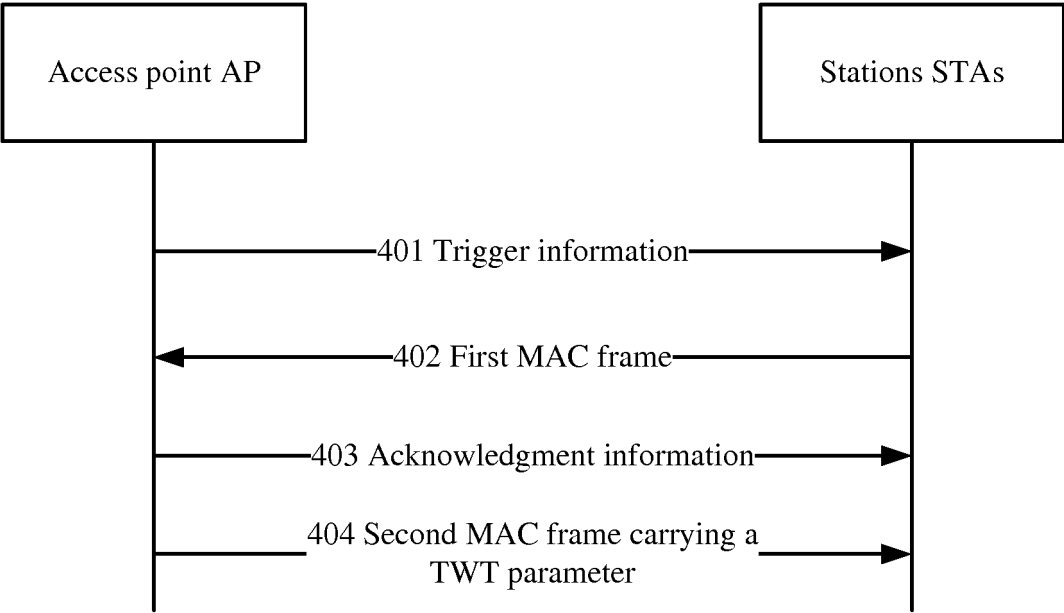 Access point AP
Stations STAs
401 Trigger information
402 First MAC frame
403 Acknowledgment information
404 Second MAC frame carrying a
TWT parameter